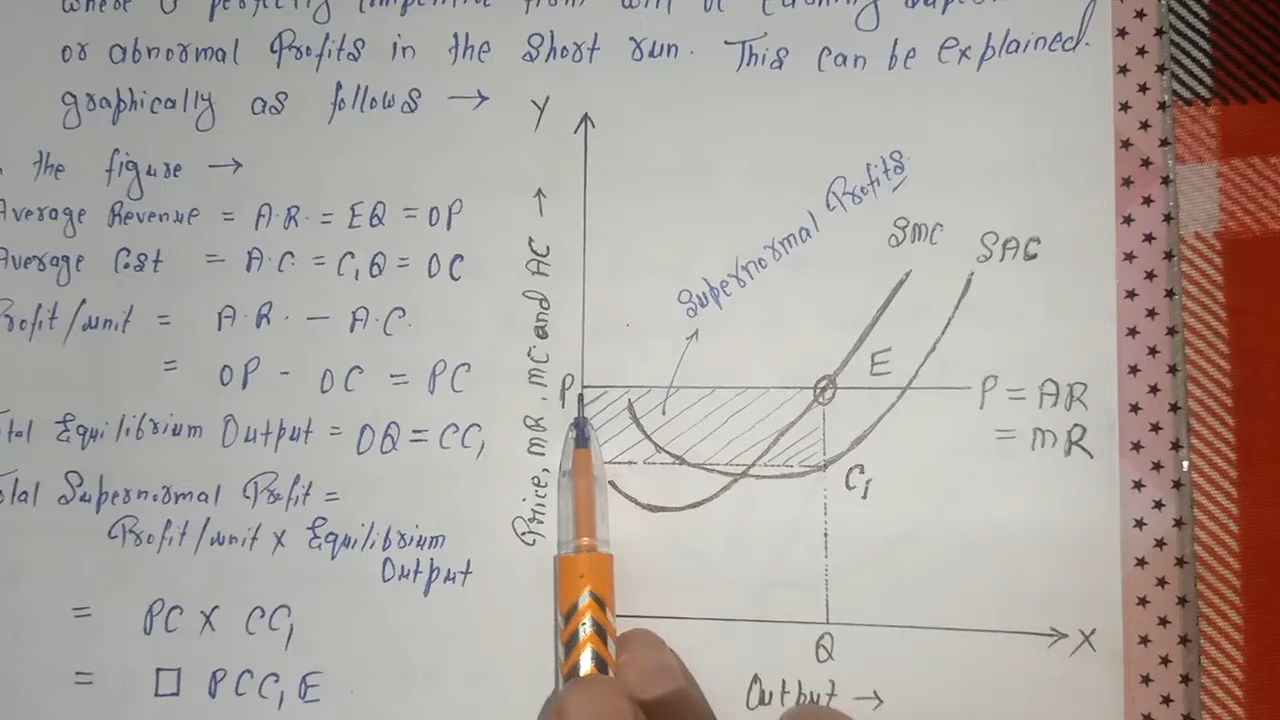 or abnormal Profits in the Short run. This can be explained.
graphically as follows →
the figure →
Average Revenue = A.R. = EQ = OP
Average Cost = A.C. = C₁Q = OC
Profit/unit = A.R. - A.C.
= OP - OC = PC
Total Equilibrium Output = OQ = CC₁
Total Supernormal Profit =
Profit/unit x Equilibrium
Output
= PC x CC₁
= □ PCC₁E
Y
Price, MR, MC and AC →
Supernormal Profits.
SMC
SAC
P
E
P = AR
= MR
C₁
Q
X
Output →